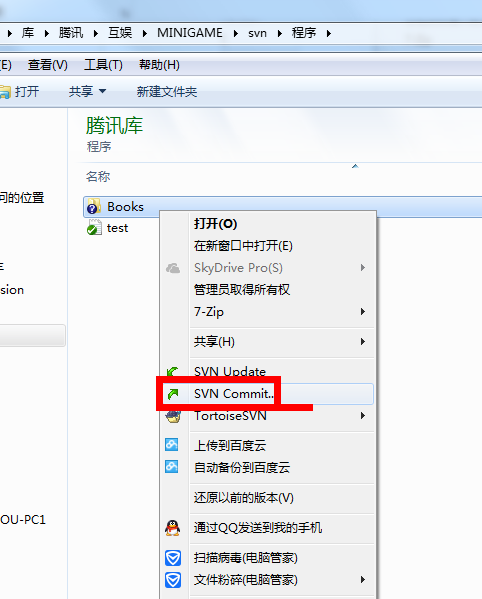 库 ▸ 腾讯 ▸ 互娱 ▸ MINIGAME ▸ svn ▸ 程序 ▸
(E) 查看(V) 工具(T) 帮助(H)
打开 共享 新建文件夹
腾讯库
程序
名称
问的位置
Books
test
打开(O)
在新窗口中打开(E)
SkyDrive Pro(S)
管理员取得所有权
sion
7-Zip
共享(H)
SVN Update
SVN Commit..
TortoiseSVN
上传到百度云
自动备份到百度云
还原以前的版本(V)
OU-PC1
通过QQ发送到我的手机
扫描病毒(电脑管家)
文件粉碎(电脑管家)